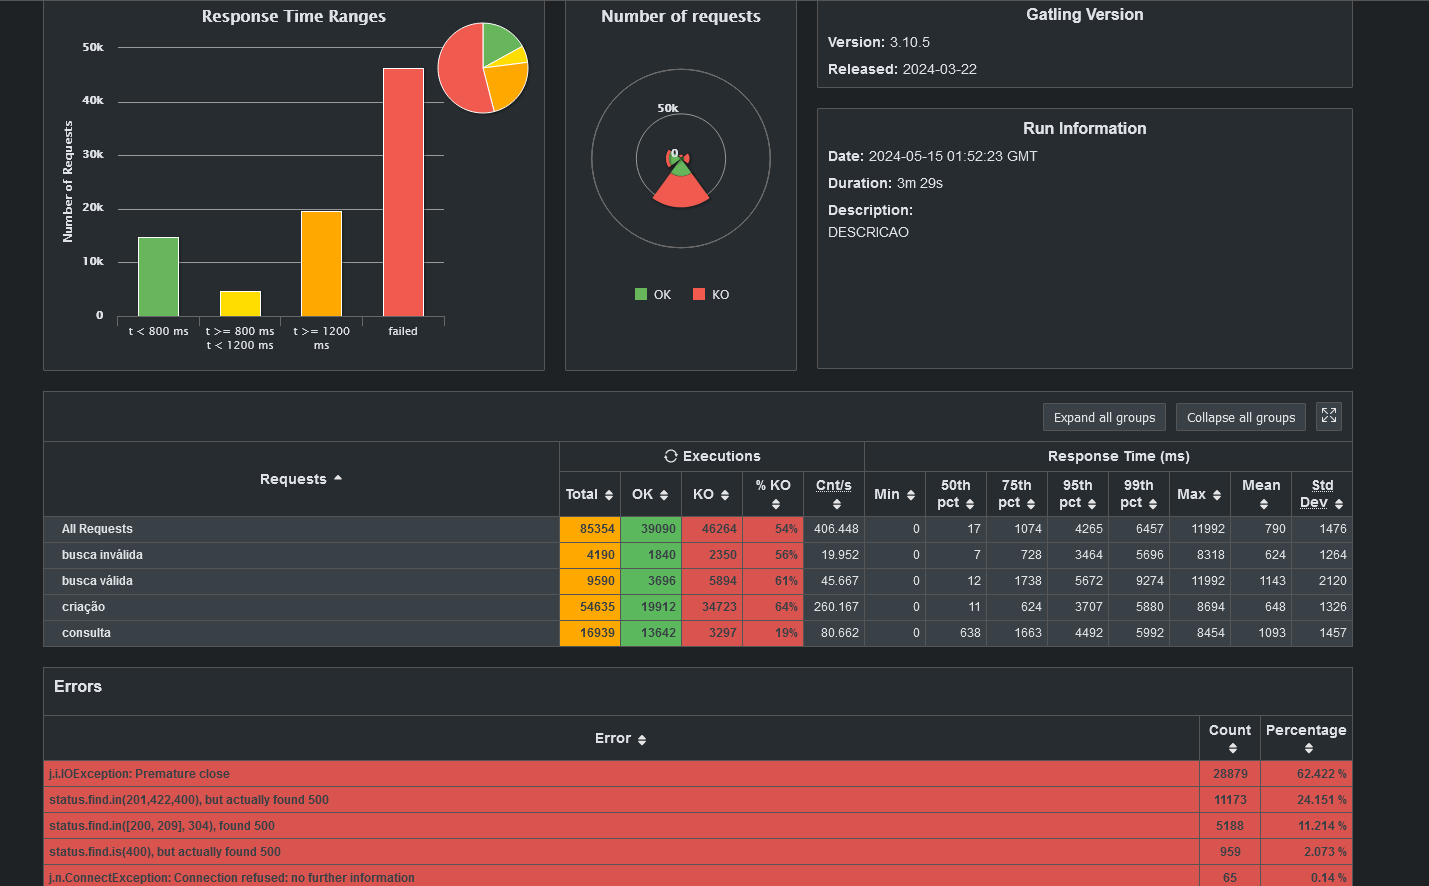 Response Time Ranges
50k
40k
30k
20k
10k
0
Number of Requests
t < 800 ms
t >= 800 ms
t < 1200 ms
t >= 1200
ms
failed
Number of requests
50k
0
OK
KO
Gatling Version
Version: 3.10.5
Released: 2024-03-22
Run Information
Date: 2024-05-15 01:52:23 GMT
Duration: 3m 29s
Description:
DESCRICAO
Expand all groups
Collapse all groups
Requests
Executions
Response Time (ms)
Total OK KO % KO Cnt/s Min 50th pct 75th pct 95th pct 99th pct Max Mean Std Dev
All Requests 85354 39090 46264 54% 406.448 0 17 1074 4265 6457 11992 790 1476
busca inválida 4190 1840 2350 56% 19.952 0 7 728 3464 5696 8318 624 1264
busca válida 9590 3696 5894 61% 45.667 0 12 1738 5672 9274 11992 1143 2120
criação 54635 19912 34723 64% 260.167 0 11 624 3707 5880 8694 648 1326
consulta 16939 13642 3297 19% 80.662 0 638 1663 4492 5992 8454 1093 1457
Errors
Error Count Percentage
j.i.IOException: Premature close 28879 62.422 %
status.find.in(201,422,400), but actually found 500 11173 24.151 %
status.find.in([200, 209], 304), found 500 5188 11.214 %
status.find.is(400), but actually found 500 959 2.073 %
j.n.ConnectException: Connection refused: no further information 65 0.14 %